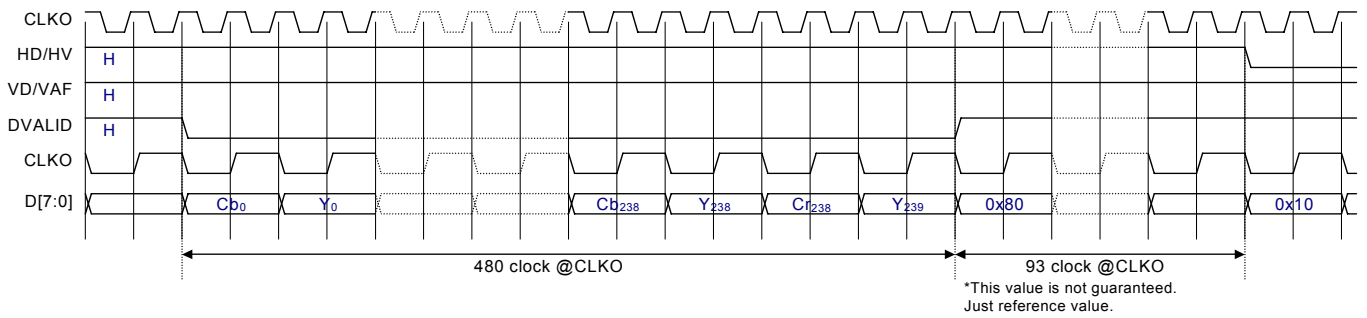 CLKO
HD/HV H
VD/VAF H
DVALID H
CLKO
D[7:0] Cb0 Y0 Cb238 Y238 Cr238 Y239 0x80 0x10
480 clock @CLKO 93 clock @CLKO
*This value is not guaranteed.
Just reference value.